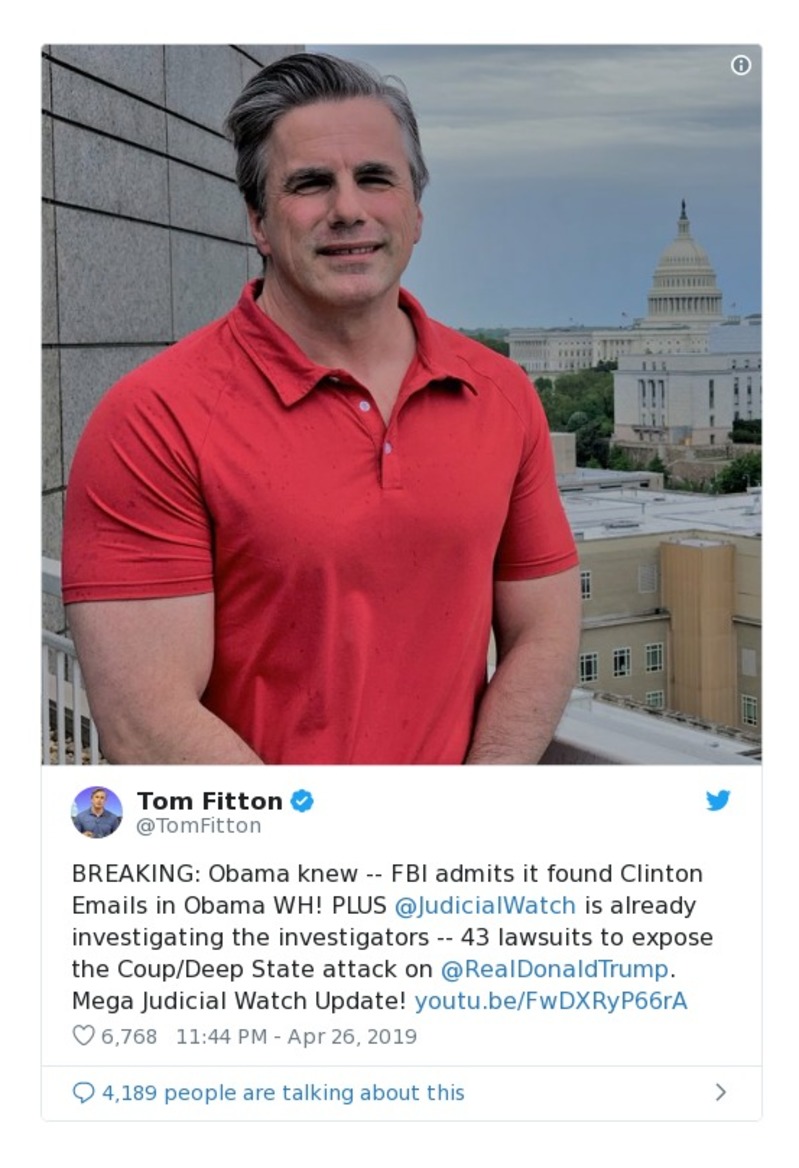 Tom Fitton
@TomFitton
BREAKING: Obama knew -- FBI admits it found Clinton
Emails in Obama WH! PLUS @JudicialWatch is already
investigating the investigators -- 43 lawsuits to expose
the Coup/Deep State attack on @RealDonaldTrump.
Mega Judicial Watch Update! youtu.be/FwDXRyP66rA
6,768 11:44 PM - Apr 26, 2019
4,189 people are talking about this